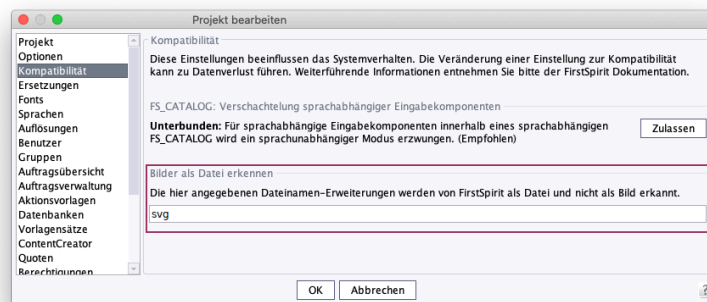 Projekt bearbeiten
Projekt
Optionen
Kompatibilität
Ersetzungen
Fonts
Sprachen
Auflösungen
Benutzer
Gruppen
Auftragsübersicht
Auftragsverwaltung
Aktionsvorlagen
Datenbanken
Vorlagensätze
ContentCreator
Quoten
Berechtigungen
Kompatibilität
Diese Einstellungen beeinflussen das Systemverhalten. Die Veränderung einer Einstellung zur Kompatibilität
kann zu Datenverlust führen. Weiterführende Informationen entnehmen Sie bitte der FirstSpirit Dokumentation.
FS_CATALOG: Verschachtelung sprachabhängiger Eingabekomponenten
Unterbunden: Für sprachabhängige Eingabekomponenten innerhalb eines sprachabhängigen
FS_CATALOG wird ein sprachunabhängiger Modus erzwungen. (Empfohlen)
Zulassen
Bilder als Datei erkennen
Die hier angegebenen Dateinamen-Erweiterungen werden von FirstSpirit als Datei und nicht als Bild erkannt.
svg
OK Abbrechen
?